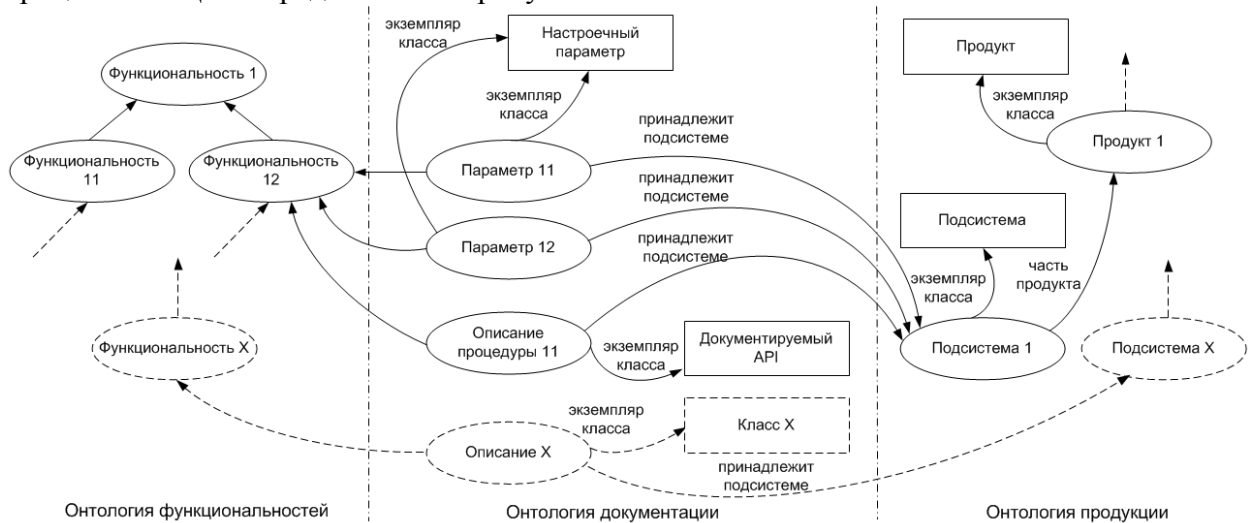 экземпляр
класса
Настроечный
параметр
Функциональность 1
экземпляр
класса
Продукт
экземпляр
класса
Продукт 1
принадлежит
подсистеме
Функциональность
11
Функциональность
12
Параметр 11
принадлежит
подсистеме
Параметр 12
принадлежит
подсистеме
Подсистема
экземпляр
класса
часть
продукта
Функциональность X
Описание
процедуры 11
экземпляр
класса
Документируемый
API
Подсистема 1
Подсистема X
экземпляр
класса
Класс X
Описание X
принадлежит
подсистеме
Онтология функциональностей
Онтология документации
Онтология продукции